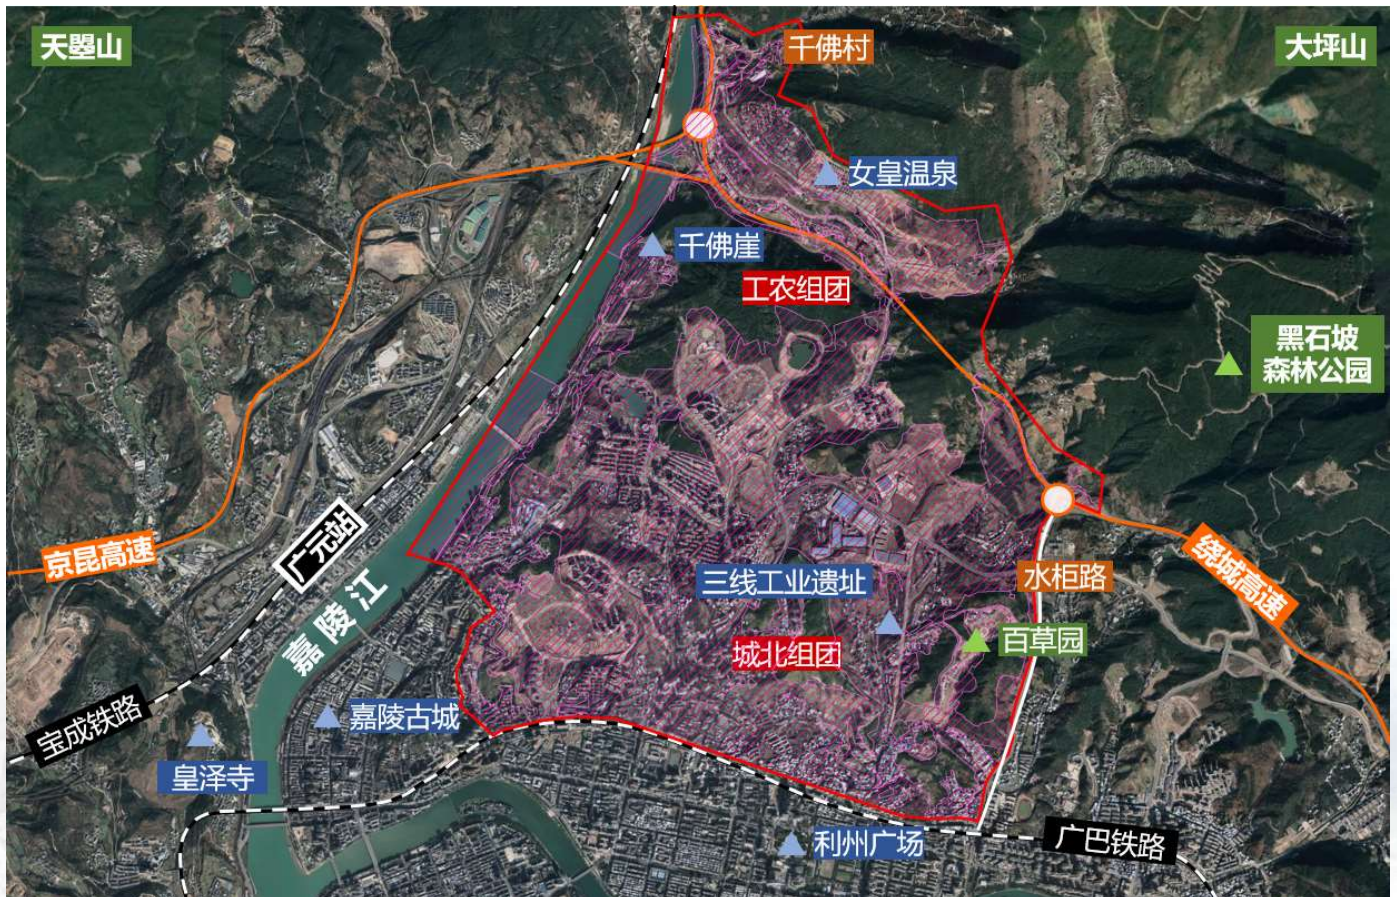 天曌山
千佛村
大坪山
女皇温泉
千佛崖
工农组团
黑石坡
森林公园
京昆高速
广元站
嘉陵江
三线工业遗址
水柜路
绕城高速
城北组团
百草园
宝成铁路
嘉陵古城
皇泽寺
利州广场
广巴铁路